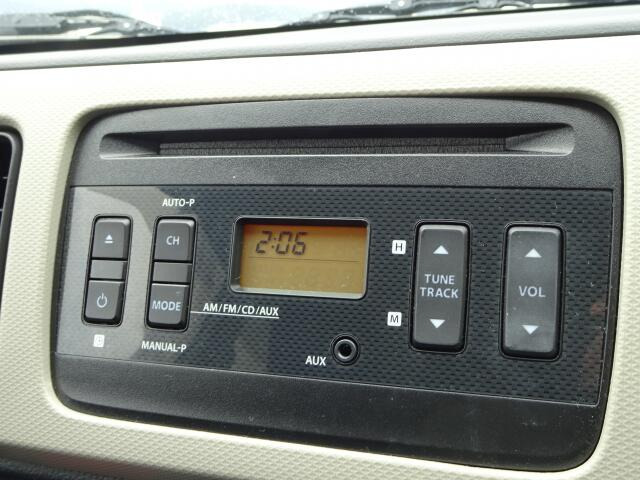 AUTO-P
CH
MODE
MANUAL-P
2:06
AM/FM/CD/AUX
AUX
H
M
TUNE
TRACK
VOL